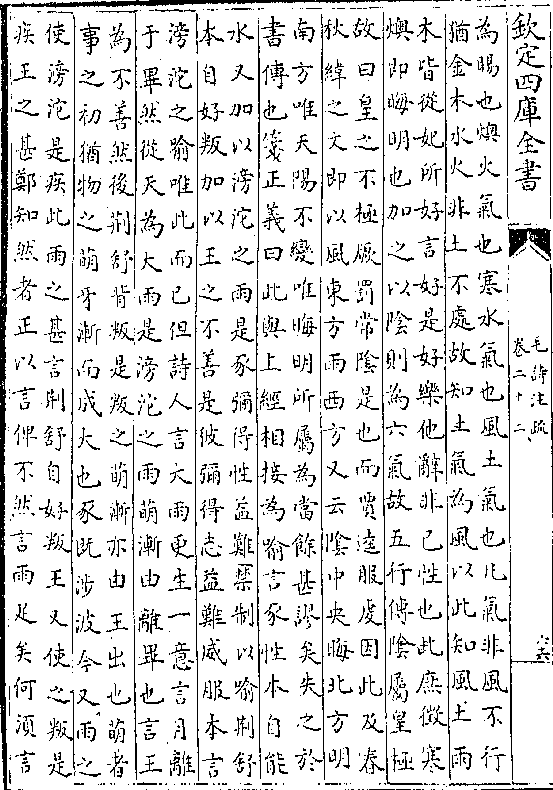 欽定四庫全書
毛詩注疏
卷二十二
為暘也燠火氣也寒水氣也風土氣也凡氣非風不行
猶金木水火非土不處故知土氣為風以此知風土雨
木皆從妃所好言好是好樂他辭非己性也此庶徵寒
燠即晦明也加之以陰則為六氣故五行傳陰屬皇極
故曰皇之不極厥罰常陰是也而賈逵服虔因此及春
秋緯之文即以風東方雨西方又云陰中央晦北方明
南方唯天陽不變唯晦明所屬為當餘甚謬矣失之於
書傳也箋正義曰此與上經相接為喻言豕性本自能
水又加以滂沱之雨是豕彌得性益難禁制以喻荆舒
本自好叛加以王之不善是彼彌得志益難威服本言
滂沱之喻唯此而已但詩人言大雨更生一意言月離
于畢然從天為大雨是滂沱之雨萌漸由離畢也言王
為不善然後荆舒背叛是叛之萌漸亦由王出也萌者
事之初猶物之萌牙漸而成大也豕既涉波今又雨之
使滂沱是疾此雨之甚言荆舒自好叛王又使之叛是
疾王之甚鄭知然者正以言俾不然言雨足矣何須言